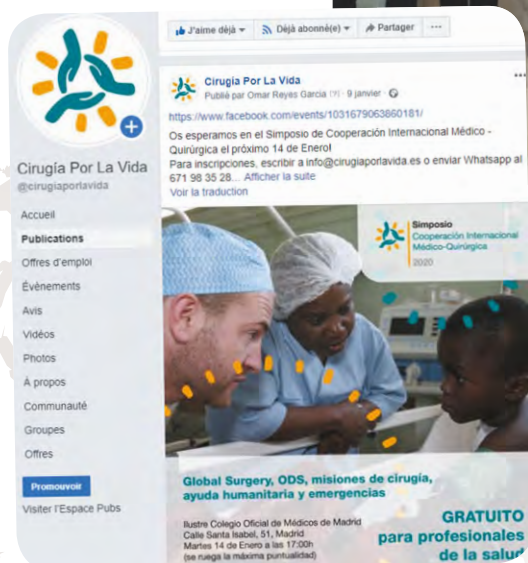 J'aime déjà
Déjà abonné(e)
Partager
Cirugia Por La Vida
Publié par Omar Reyes Garcia [?] · 9 janvier ·
https://www.facebook.com/events/1031679063860181/
Os esperamos en el Simposio de Cooperación Internacional Médico -
Quirúrgica el próximo 14 de Enero!
Para inscripciones, escribir a info@cirugiaporlavida.es o enviar Whatsapp al
671 98 35 28... Afficher la suite
Voir la traduction
Cirugía Por La Vida
@cirugiaporlavida
Accueil
Publications
Offres d'emploi
Évènements
Avis
Vidéos
Photos
À propos
Communauté
Groupes
Offres
Promouvoir
Visiter l'Espace Pubs
Simposio
Cooperación Internacional
Médico-Quirúrgica
2020
Global Surgery, ODS, misiones de cirugía,
ayuda humanitaria y emergencias
Ilustre Colegio Oficial de Médicos de Madrid
Calle Santa Isabel, 51, Madrid
Martes 14 de Enero a las 17:00h
(se ruega la máxima puntualidad)
GRATUITO
para profesionales
de la salud